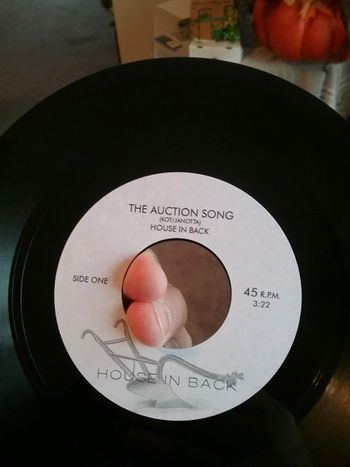 THE AUCTION SONG
(KOT/JANOTTA)
HOUSE IN BACK
SIDE ONE
45 R.P.M.
3:22
HOUSE IN BACK